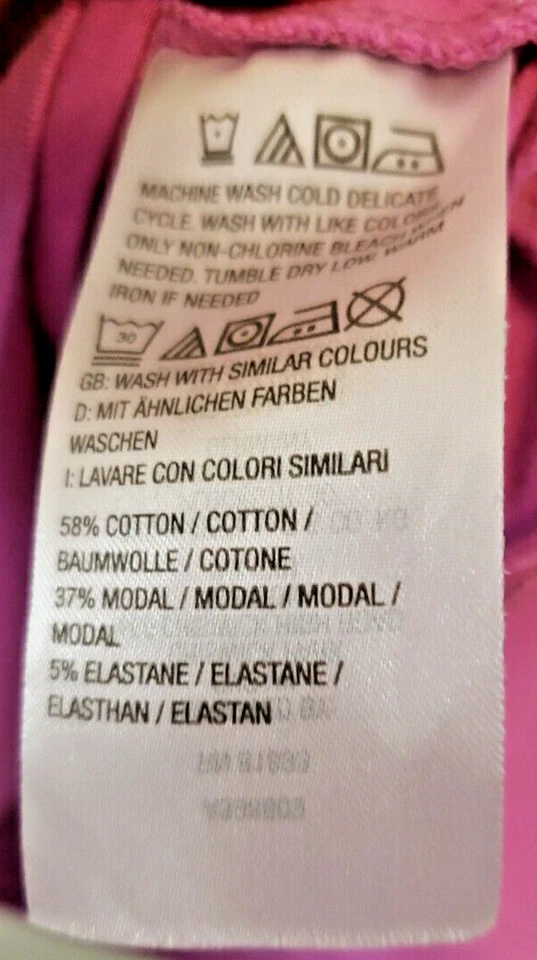 MACHINE WASH COLD DELICATE
CYCLE. WASH WITH LIKE COLORS.
ONLY NON-CHLORINE BLEACH WHEN
NEEDED. TUMBLE DRY LOW. WARM
IRON IF NEEDED
30
GB: WASH WITH SIMILAR COLOURS
D: MIT ÄHNLICHEN FARBEN
WASCHEN
I: LAVARE CON COLORI SIMILARI
58% COTTON / COTTON /
BAUMWOLLE / COTONE
37% MODAL / MODAL / MODAL /
MODAL
5% ELASTANE / ELASTANE /
ELASTHAN / ELASTAN